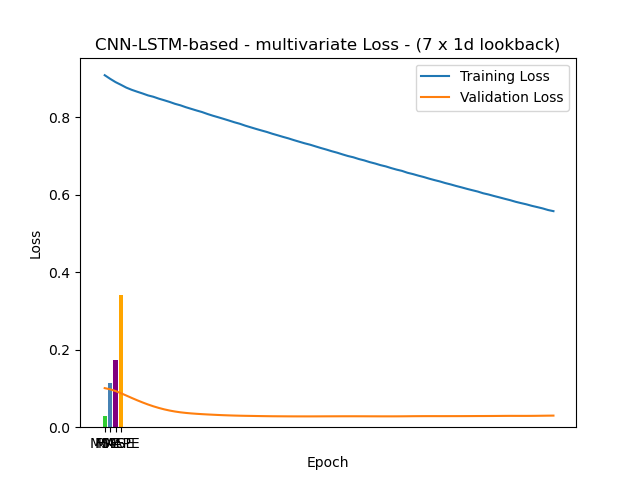 CNN-LSTM-based - multivariate Loss - (7 x 1d lookback)
Training Loss
Validation Loss
0.8
0.6
0.4
0.2
0.0
Loss
Epoch